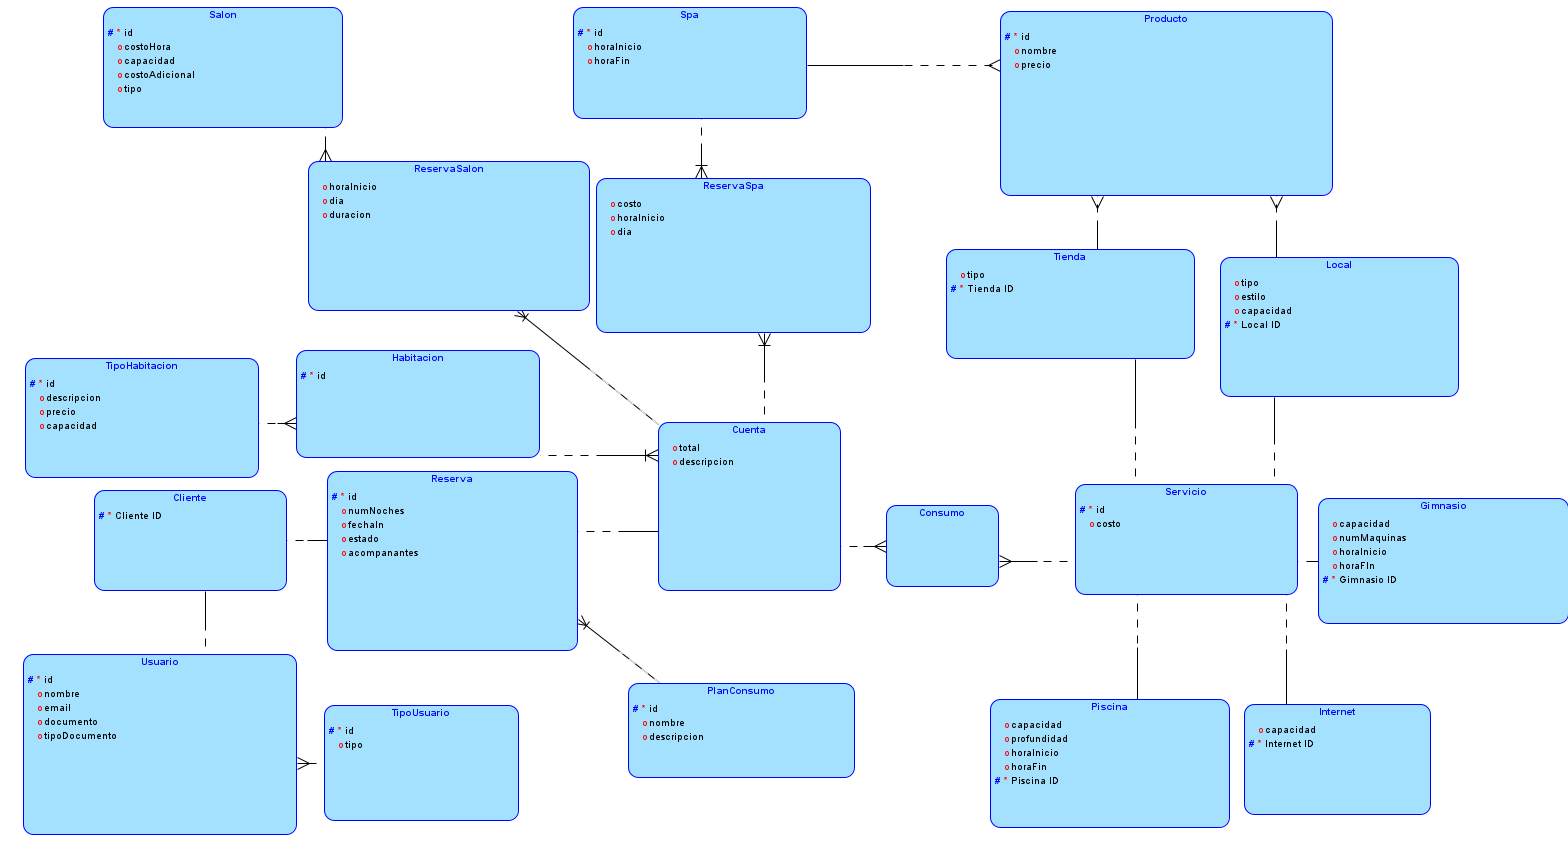 Salon
# * id
o costoHora
o capacidad
o costoAdicional
o tipo
Spa
# * id
o horaInicio
o horaFin
Producto
# * id
o nombre
o precio
ReservaSalon
o horaInicio
o dia
o duracion
ReservaSpa
o costo
o horaInicio
o dia
Tienda
o tipo
# * Tienda ID
Local
o tipo
o estilo
o capacidad
# * Local ID
TipoHabitacion
# * id
o descripcion
o precio
o capacidad
Habitacion
# * id
Cuenta
o total
o descripcion
Cliente
# * Cliente ID
Reserva
# * id
o numNoches
o fechaIn
o estado
o acompanantes
Consumo
Servicio
# * id
o costo
Gimnasio
o capacidad
o numMaquinas
o horaInicio
o horaFIn
# * Gimnasio ID
Usuario
# * id
o nombre
o email
o documento
o tipoDocumento
TipoUsuario
# * id
o tipo
PlanConsumo
# * id
o nombre
o descripcion
Piscina
o capacidad
o profundidad
o horaInicio
o horaFin
# * Piscina ID
Internet
o capacidad
# * Internet ID